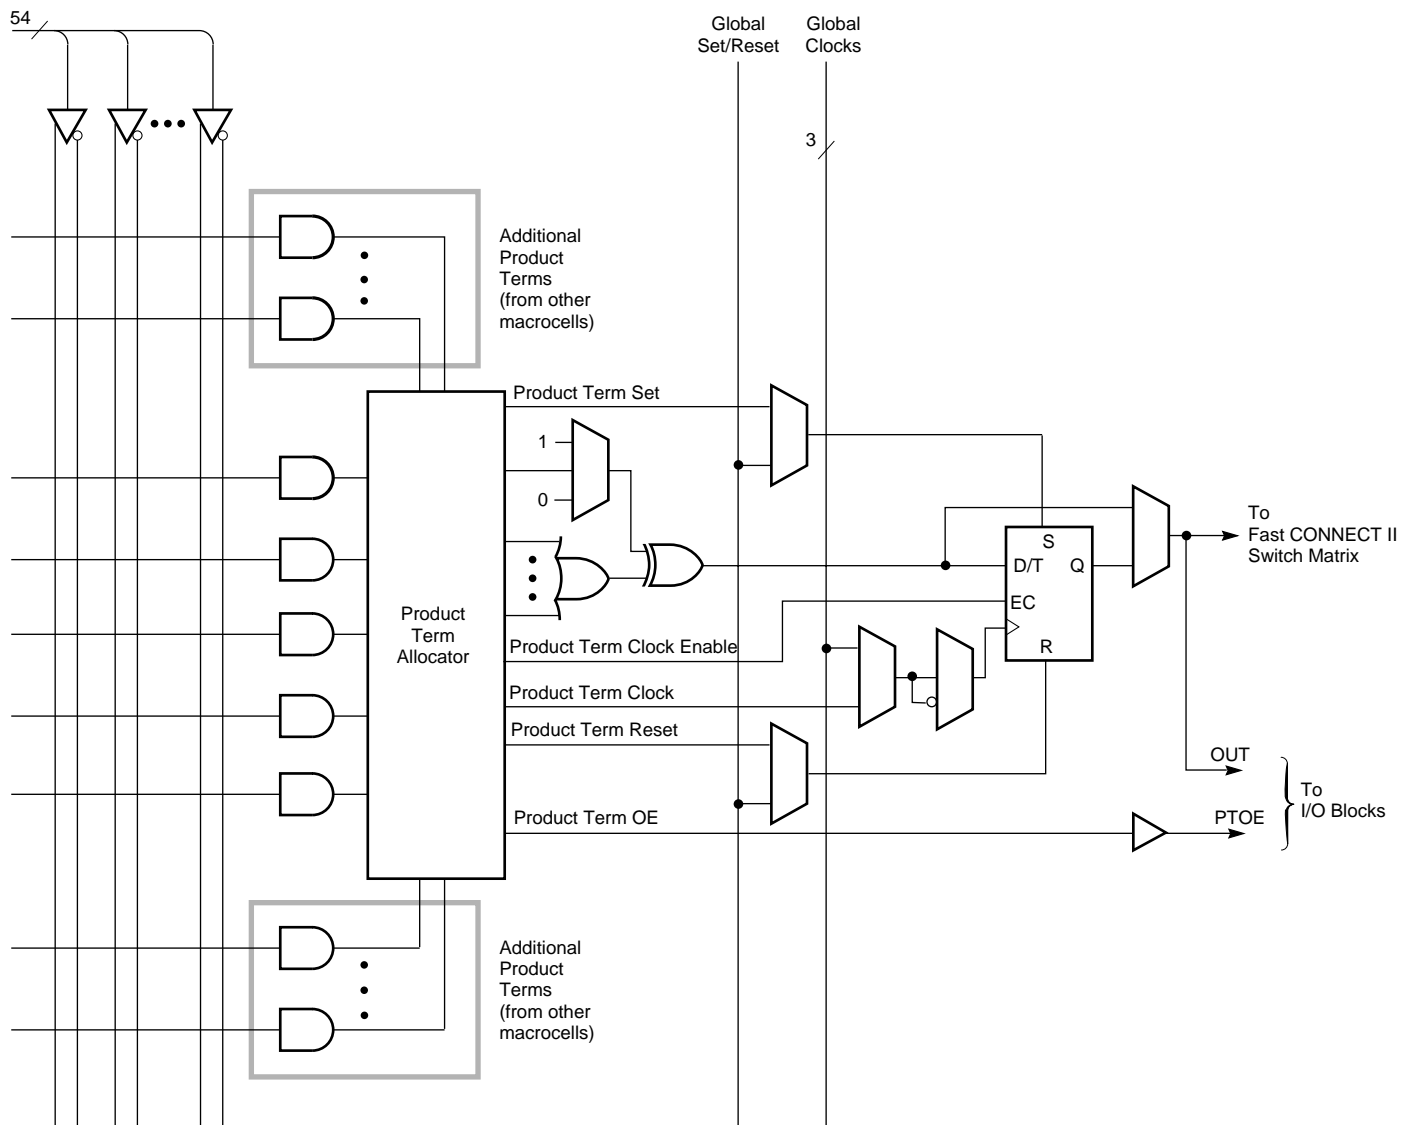 54
Global
Set/Reset
Global
Clocks
3
Additional
Product
Terms
(from other
macrocells)
Product Term Set
1
0
Product
Term
Allocator
S
D/T
Q
EC
R
To
Fast CONNECT II
Switch Matrix
Product Term Clock Enable
Product Term Clock
Product Term Reset
Product Term OE
OUT
PTOE
To
I/O Blocks
Additional
Product
Terms
(from other
macrocells)